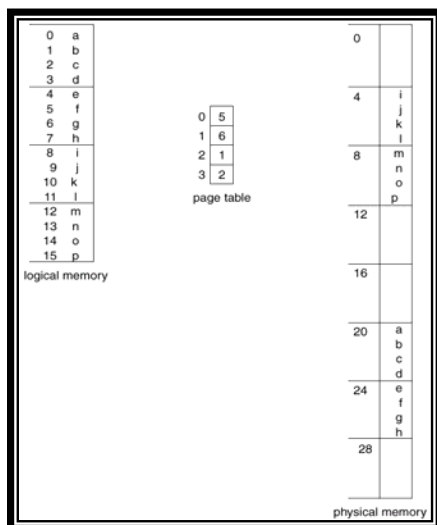 0 a
1 b
2 c
3 d
4 e
5 f
6 g
7 h
8 i
9 j
10 k
11 l
12 m
13 n
14 o
15 p
logical memory
0 5
1 6
2 1
3 2
page table
0
4 i
j
k
l
8 m
n
o
p
12
16
20 a
b
c
d
24 e
f
g
h
28
physical memory